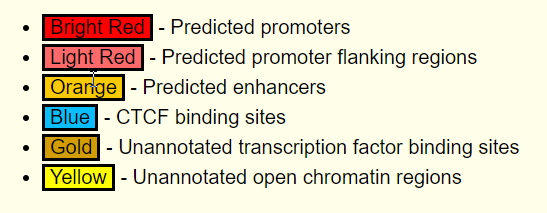 Bright Red - Predicted promoters
Light Red - Predicted promoter flanking regions
Orange - Predicted enhancers
Blue - CTCF binding sites
Gold - Unannotated transcription factor binding sites
Yellow - Unannotated open chromatin regions